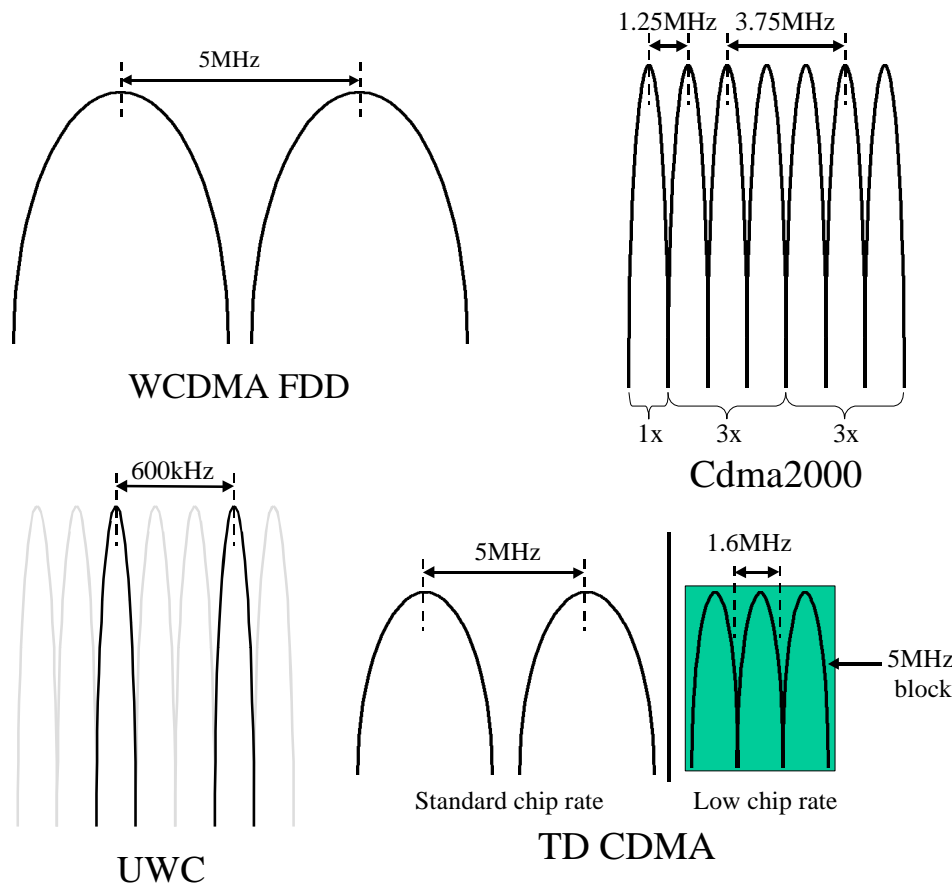 1.25MHz
3.75MHz
5MHz
WCDMA FDD
1x
3x
3x
Cdma2000
600kHz
UWC
5MHz
1.6MHz
5MHz
block
Standard chip rate
Low chip rate
TD CDMA